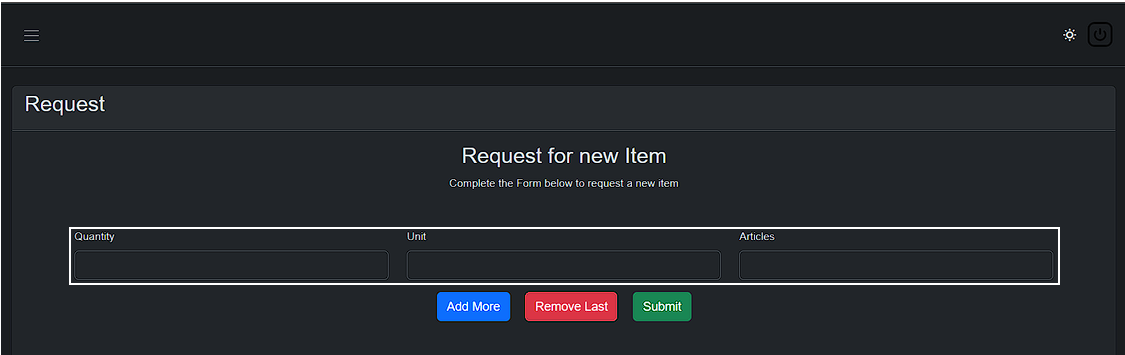 Request
Request for new Item
Complete the Form below to request a new item
Quantity Unit Articles
Add More Remove Last Submit